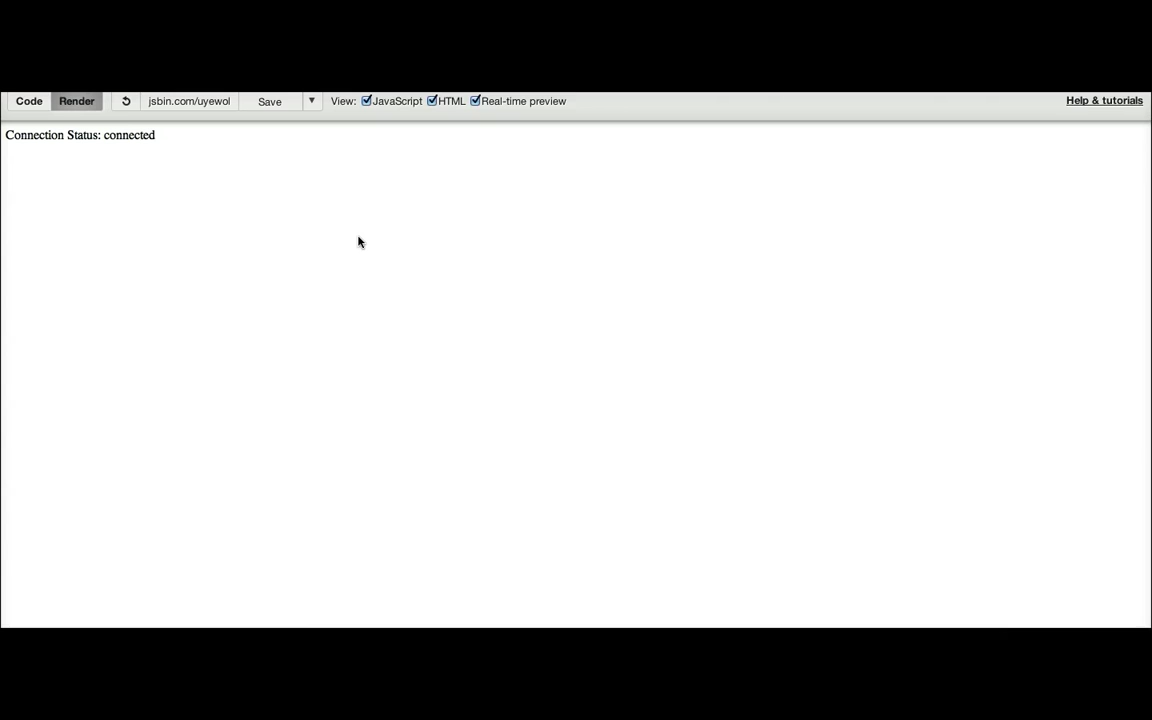 Code Render jsbin.com/uyewol Save View: JavaScript HTML Real-time preview Help & tutorials
Connection Status: connected